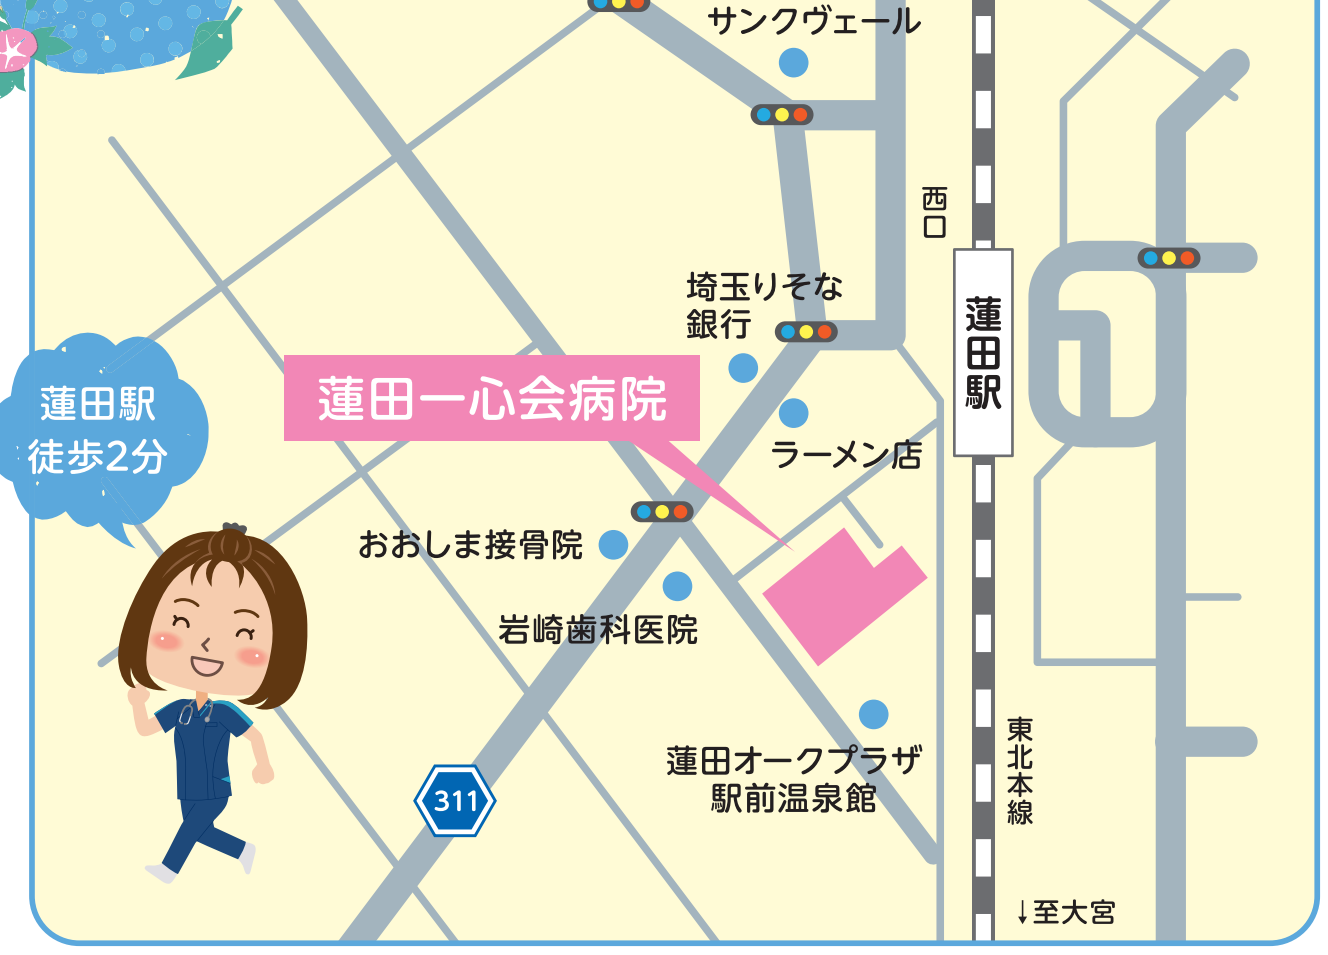 サンクヴェール
西口
埼玉りそな
銀行
蓮田駅
蓮田一心会病院
蓮田駅
徒歩2分
ラーメン店
おおしま接骨院
岩崎歯科医院
蓮田オークプラザ
駅前温泉館
東北本線
311
↓至大宮